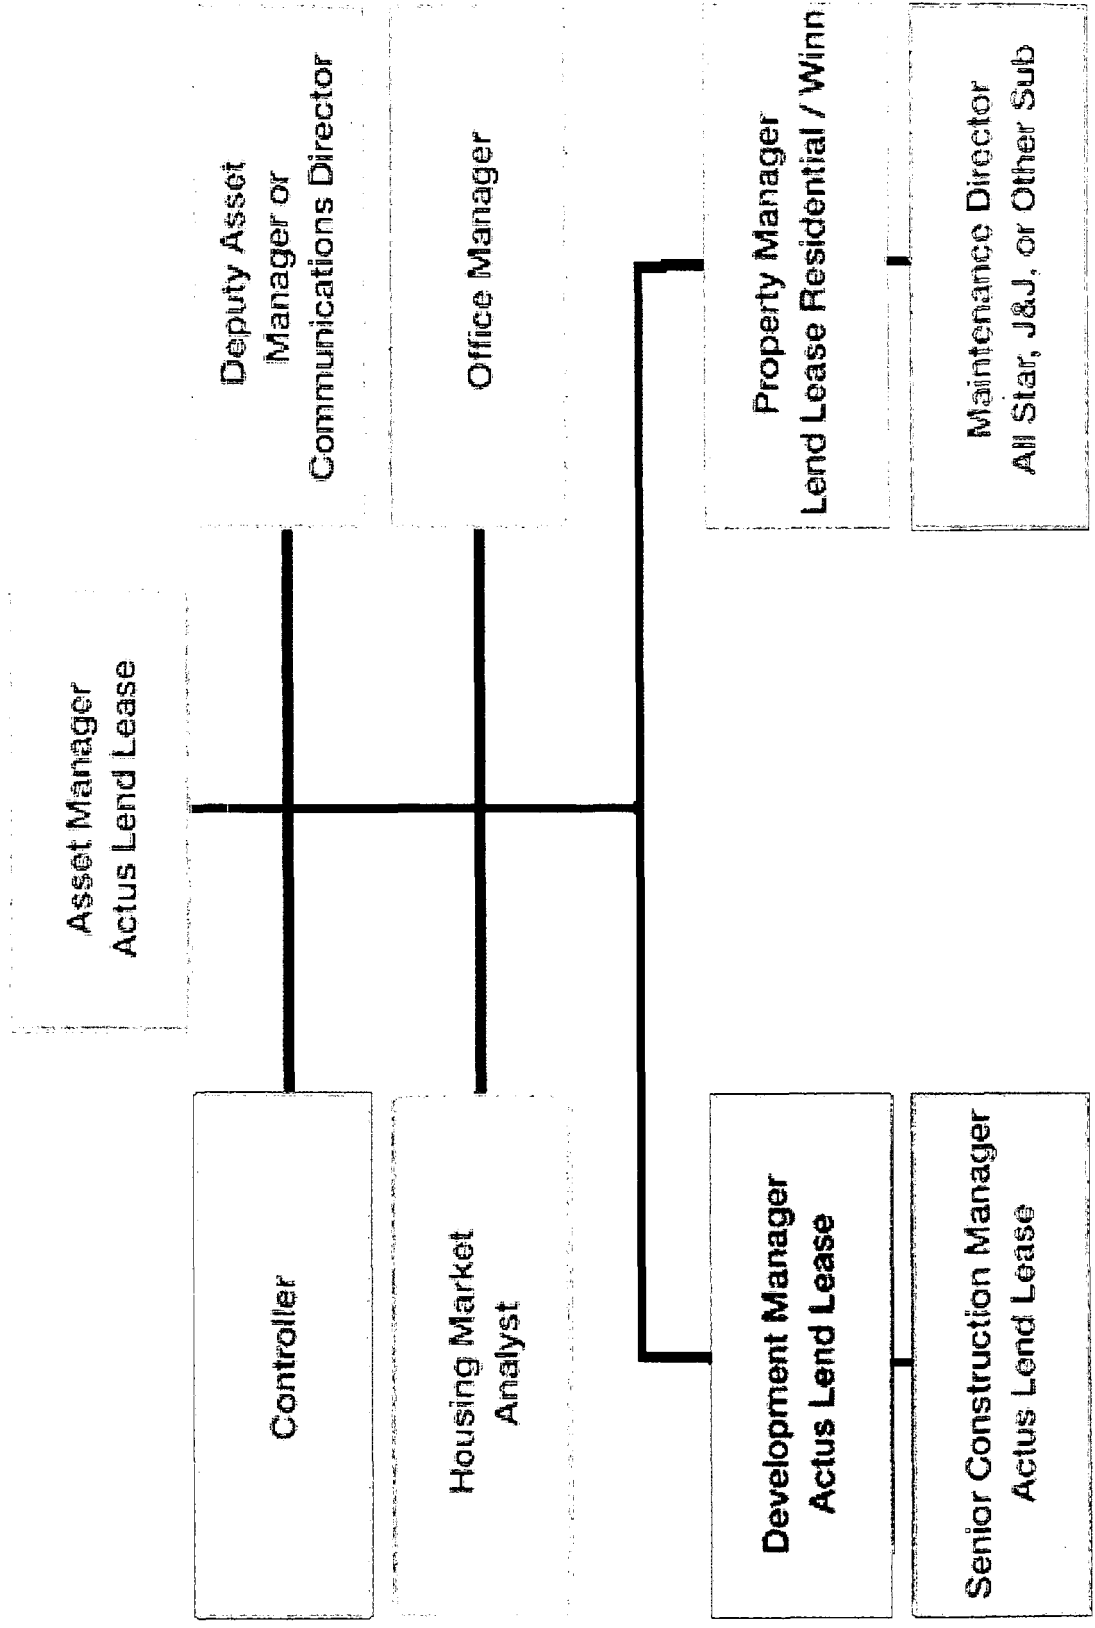 Asset Manager
Actus Lend Lease
Controller
Deputy Asset
Manager or
Communications Director
Housing Market
Analyst
Office Manager
Development Manager
Actus Lend Lease
Property Manager
Lend Lease Residential / Winn
Senior Construction Manager
Actus Lend Lease
Maintenance Director
All Star, J&J, or Other Sub